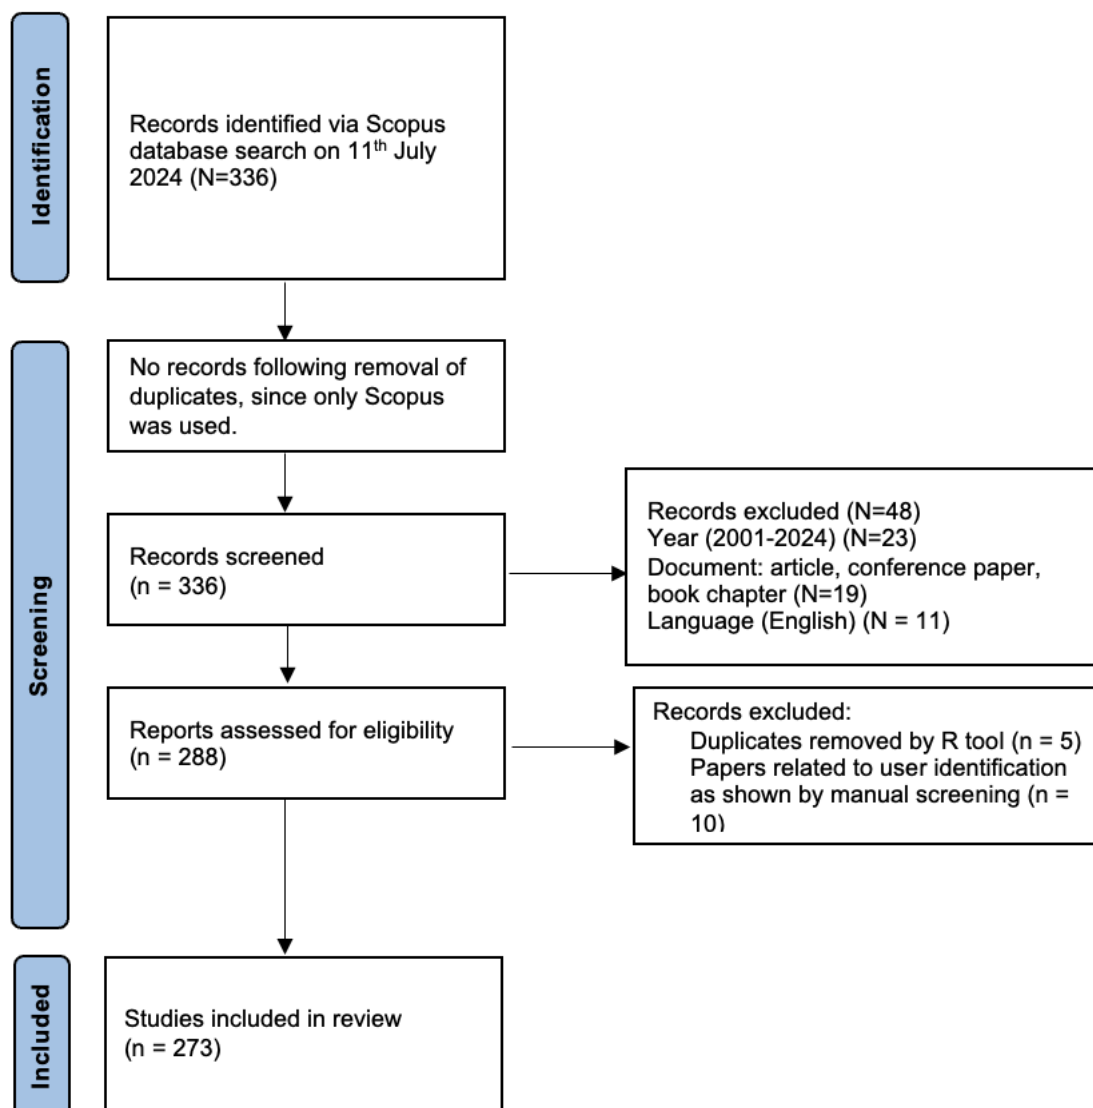 Identification
Records identified via Scopus
database search on 11th July
2024 (N=336)
Screening
No records following removal of
duplicates, since only Scopus
was used.
Records screened
(n = 336)
Records excluded (N=48)
Year (2001-2024) (N=23)
Document: article, conference paper,
book chapter (N=19)
Language (English) (N = 11)
Reports assessed for eligibility
(n = 288)
Records excluded:
Duplicates removed by R tool (n = 5)
Papers related to user identification
as shown by manual screening (n =
10)
Included
Studies included in review
(n = 273)